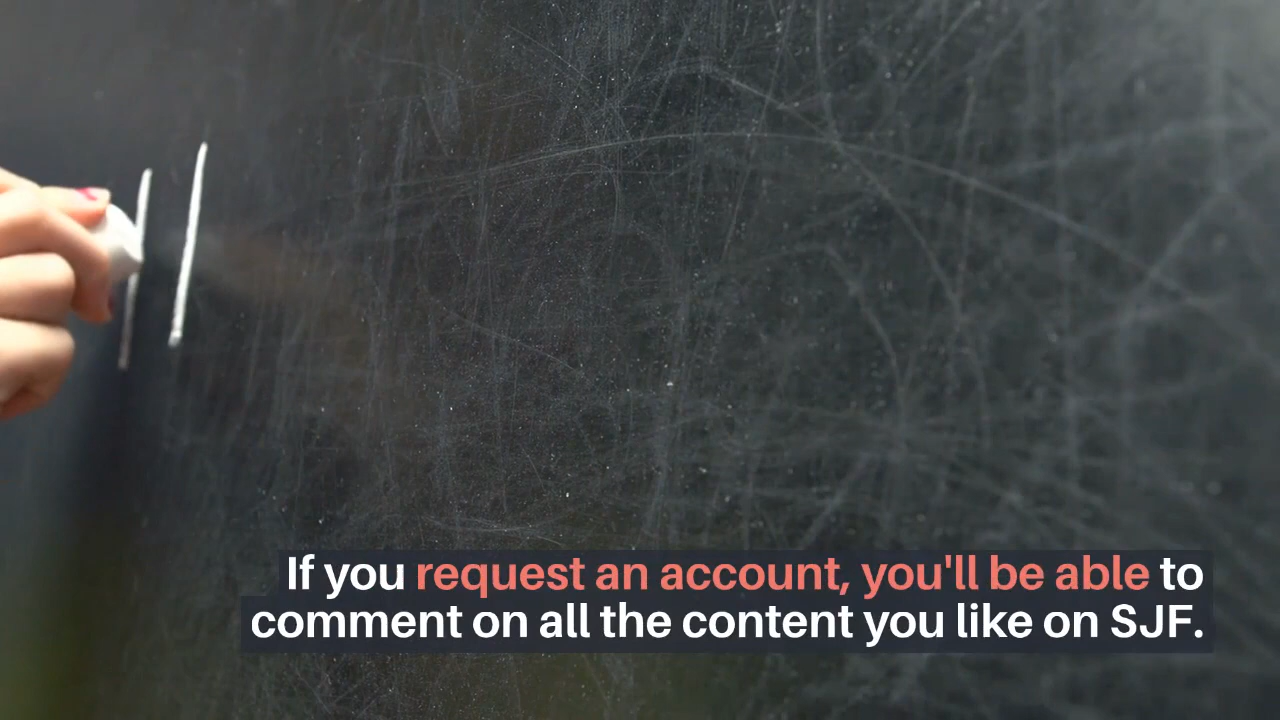 If you request an account, you'll be able to
comment on all the content you like on SJF.